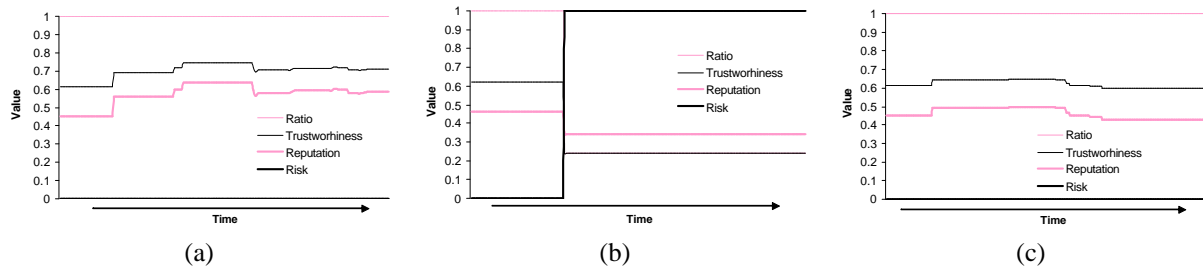 1
0.9
0.8
0.7
0.6
0.5
0.4
0.3
0.2
0.1
0
Value
Ratio
Trustworhiness
Reputation
Risk
Time
(a)
1
0.9
0.8
0.7
0.6
0.5
0.4
0.3
0.2
0.1
0
Value
Ratio
Trustworhiness
Reputation
Risk
Time
(b)
1
0.9
0.8
0.7
0.6
0.5
0.4
0.3
0.2
0.1
0
Value
Ratio
Trustworhiness
Reputation
Risk
Time
(c)